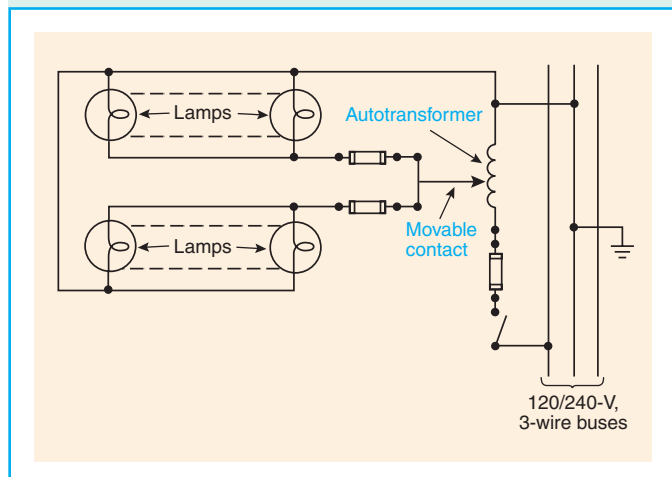 Lamps
Autotransformer
Movable
contact
Lamps
120/240-V,
3-wire buses